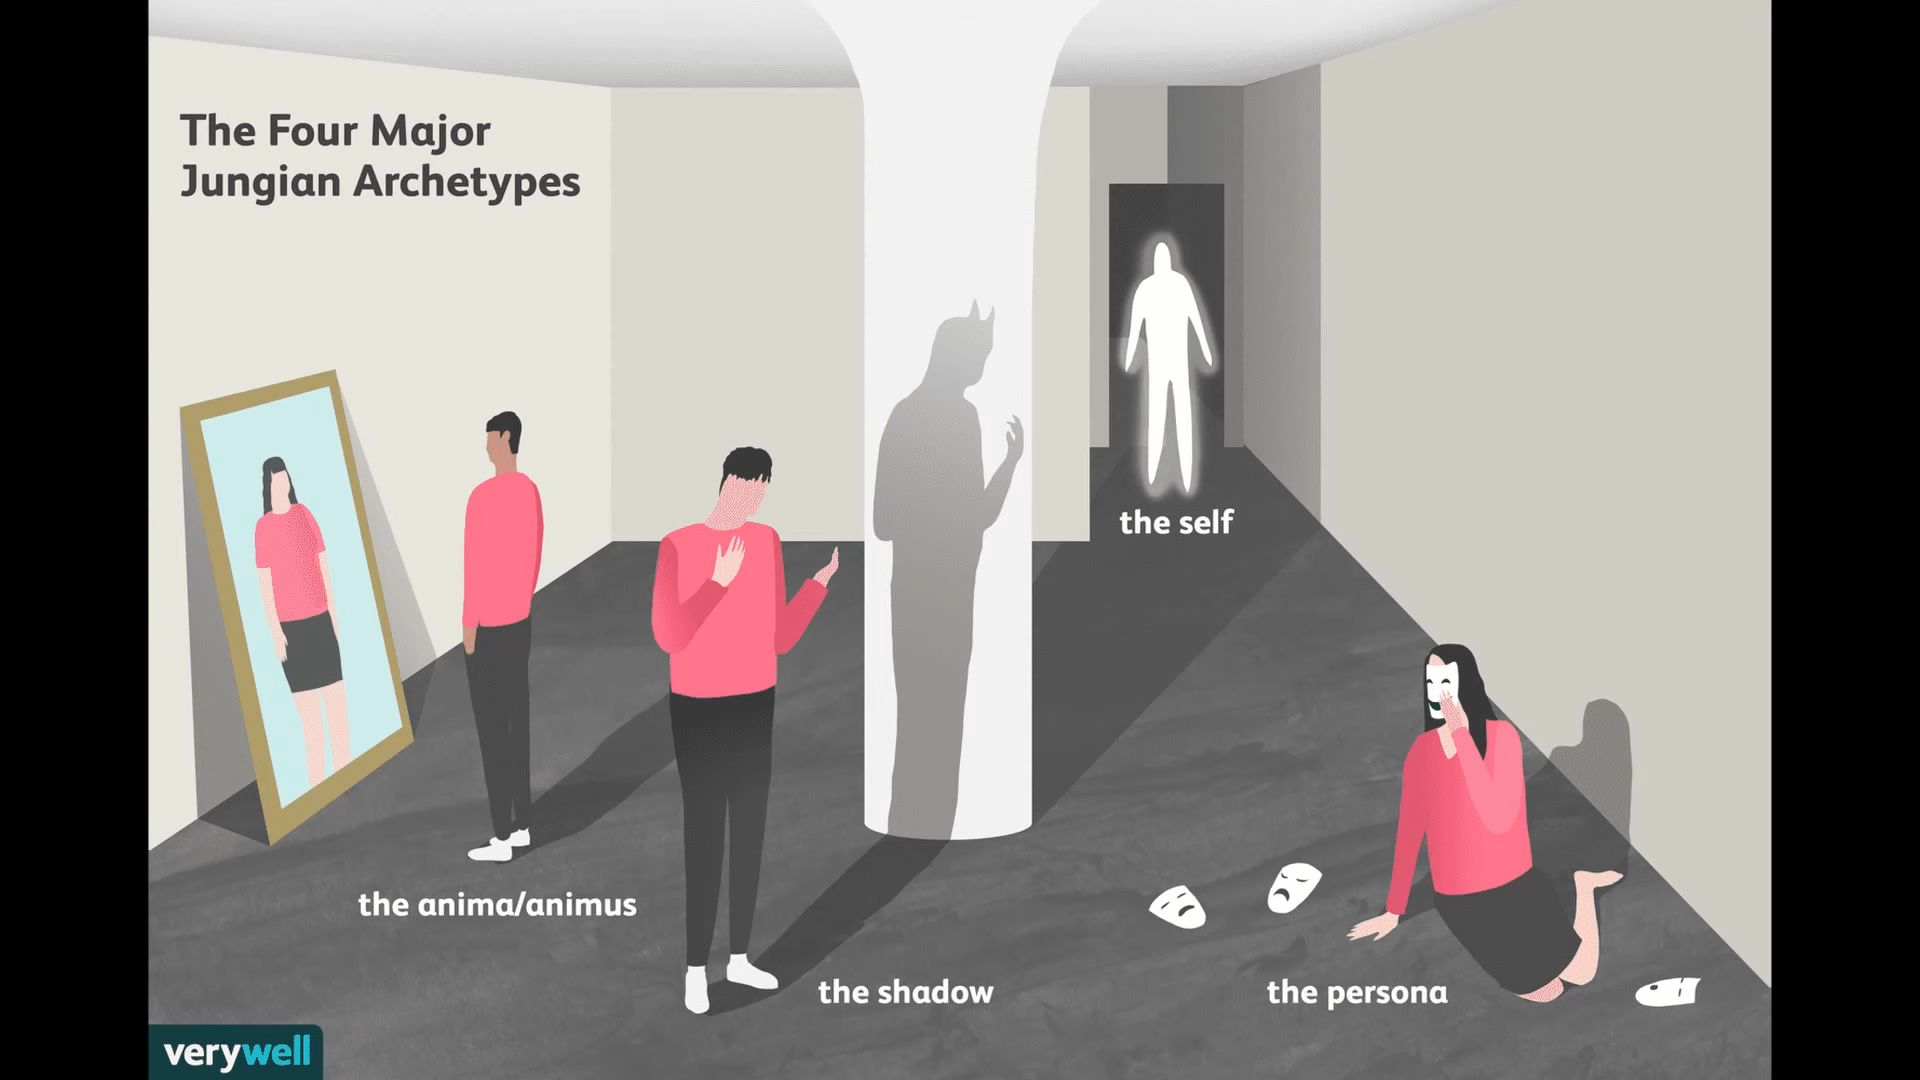 The Four Major
Jungian Archetypes
the self
the anima/animus
the shadow
the persona
verywell